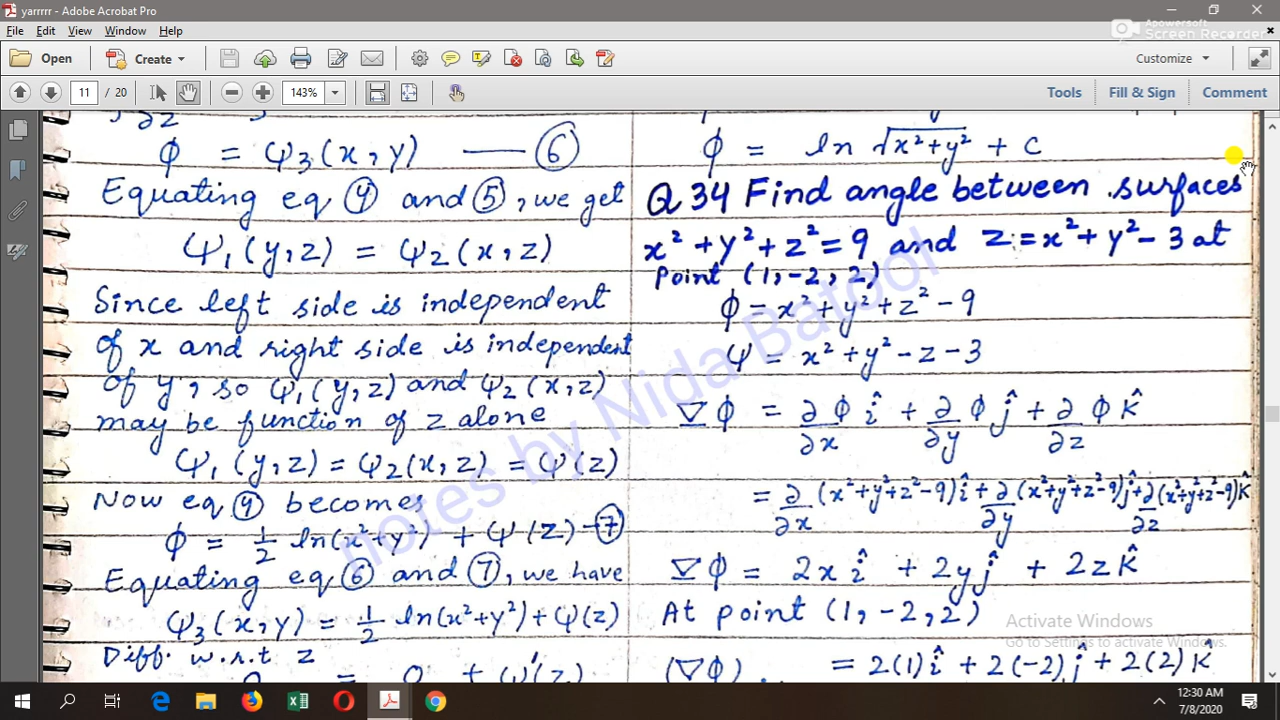 yarrrrr - Adobe Acrobat Pro
File Edit View Window Help
Apowersoft
Screen Recorder
Open Create Customize
11 / 20 143% Tools Fill & Sign Comment
∂z
ϕ = ψ₃(x,y) —— ⑥
Equating eq ④ and ⑤, we get
ψ₁(y,z) = ψ₂(x,z)
Since left side is independent
of x and right side is independent
of y, so ψ₁(y,z) and ψ₂(x,z)
may be function of z alone
ψ₁(y,z) = ψ₂(x,z) = ψ(z)
Now eq ④ becomes
ϕ = 1/2 ln(x²+y²) + ψ(z) – ⑦
Equating eq ⑥ and ⑦, we have
ψ₃(x,y) = 1/2 ln(x²+y²) + ψ(z)
Diff. w.r.t z
0 = 0 + ψ'(z)
ϕ = ln √x²+y² + c
Q 34 Find angle between surfaces
x²+y²+z²=9 and z=x²+y²-3 at
Point (1,-2,2)
ϕ = x²+y²+z²-9
ψ = x²+y²-z-3
∇ϕ = ∂/∂x ϕ î + ∂/∂y ϕ ĵ + ∂/∂z ϕ k̂
= ∂/∂x (x²+y²+z²-9) î + ∂/∂y (x²+y²+z²-9) ĵ + ∂/∂z (x²+y²+z²-9) k̂
∇ϕ = 2x î + 2y ĵ + 2z k̂
At point (1,-2,2)
(∇ϕ) = 2(1) î + 2(-2) ĵ + 2(2) k̂
notes by Nida Batool
Activate Windows
Go to Settings to activate Windows.
12:30 AM
7/8/2020